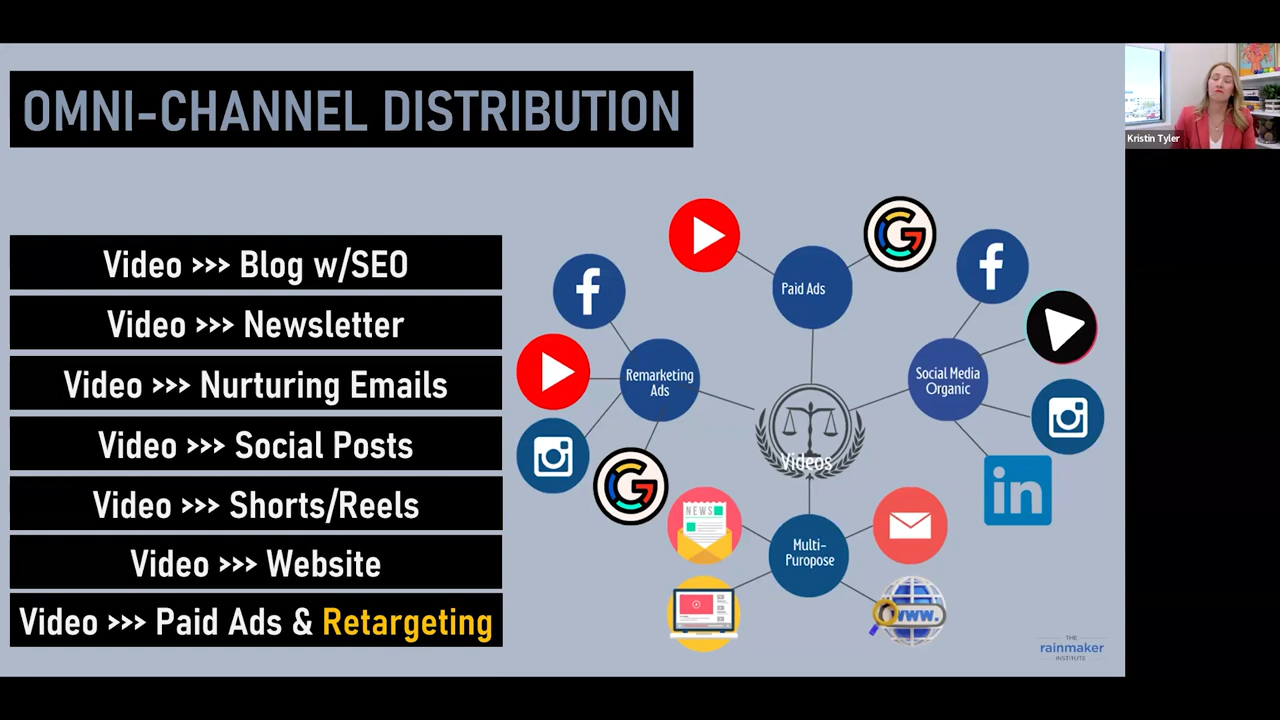 OMNI-CHANNEL DISTRIBUTION
Kristin Tyler
Video >>> Blog w/SEO
Video >>> Newsletter
Video >>> Nurturing Emails
Video >>> Social Posts
Video >>> Shorts/Reels
Video >>> Website
Video >>> Paid Ads & Retargeting
Paid Ads
G
f
f
Remarketing
Ads
Social Media
Organic
Videos
G
in
NEWS
Multi-
Puropose
www.
THE
rainmaker
INSTITUTE